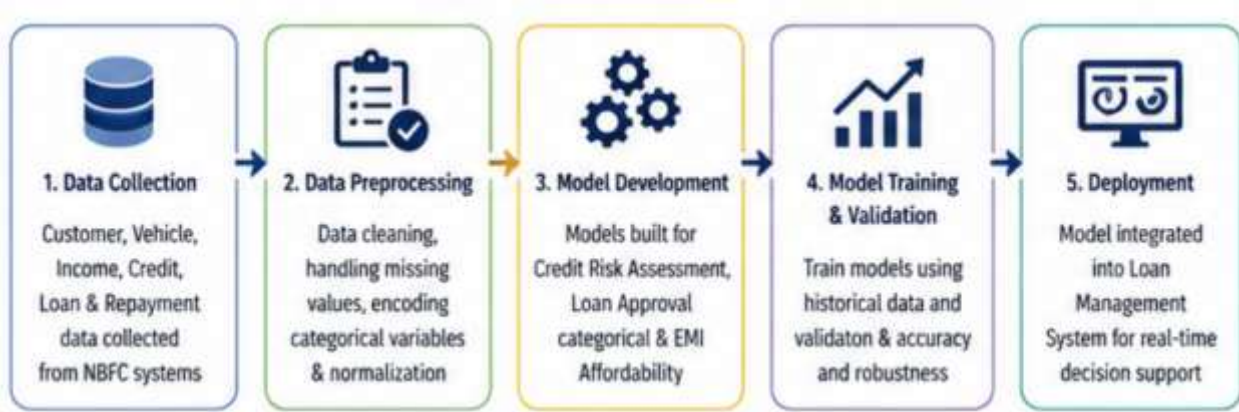 1. Data Collection
Customer, Vehicle,
Income, Credit,
Loan & Repayment
data collected
from NBFC systems
2. Data Preprocessing
Data cleaning,
handling missing
values, encoding
categorical variables
& normalization
3. Model Development
Models built for
Credit Risk Assessment,
Loan Approval
categorical & EMI
Affordability
4. Model Training
& Validation
Train models using
historical data and
validaton & accuracy
and robustness
5. Deployment
Model integrated
into Loan
Management
System for real-time
decision support